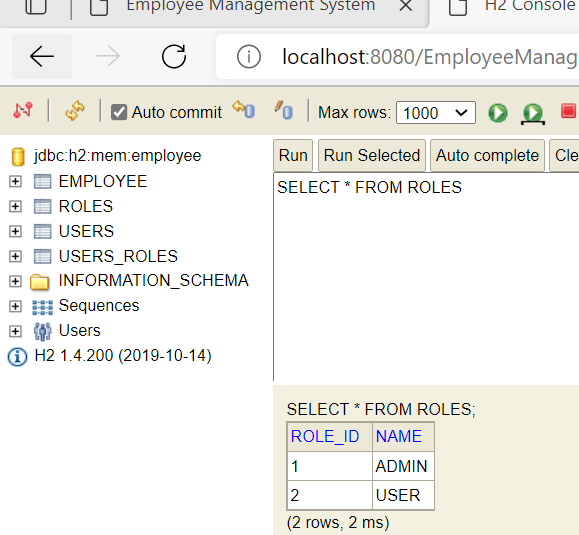 Employee Management System
H2 Console
localhost:8080/EmployeeManag
Auto commit
Max rows:
1000
jdbc:h2:mem:employee
EMPLOYEE
ROLES
USERS
USERS_ROLES
INFORMATION_SCHEMA
Sequences
Users
H2 1.4.200 (2019-10-14)
Run
Run Selected
Auto complete
Cle
SELECT * FROM ROLES
SELECT * FROM ROLES;
ROLE_ID NAME
1 ADMIN
2 USER
(2 rows, 2 ms)